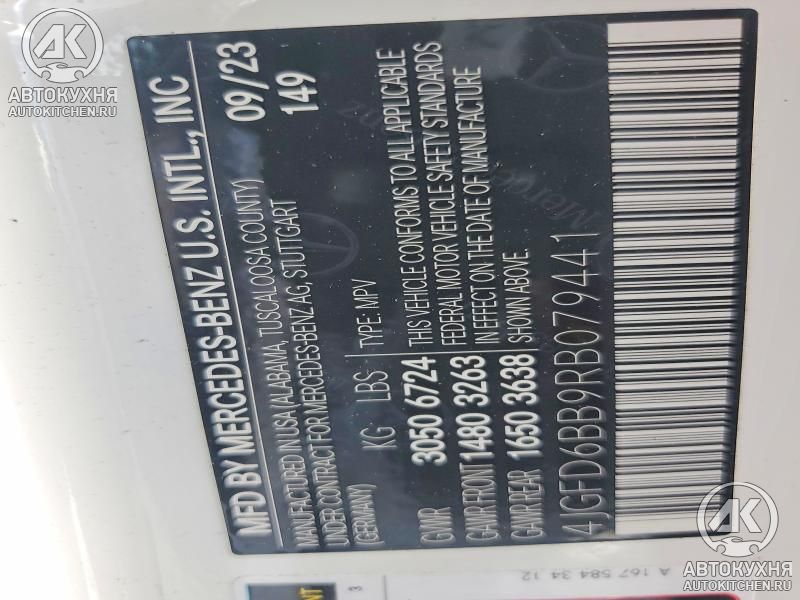 MFD BY MERCEDES-BENZ U.S. INTL., INC
MANUFACTURED IN USA (ALABAMA, TUSCALOOSA COUNTY) 09/23
UNDER CONTRACT FOR MERCEDES-BENZ AG, STUTTGART 149
(GERMANY) KG LBS TYPE: MPV
GVWR 3050 6724 THIS VEHICLE CONFORMS TO ALL APPLICABLE
GAWR FRONT 1480 3263 FEDERAL MOTOR VEHICLE SAFETY STANDARDS
IN EFFECT ON THE DATE OF MANUFACTURE
GAWR REAR 1650 3638 SHOWN ABOVE.
4JGFD6BB9RB079441
A 167 584 34 12
3
АК
АВТОКУХНЯ
AUTOKITCHEN.RU
АК
АВТОКУХНЯ
AUTOKITCHEN.RU